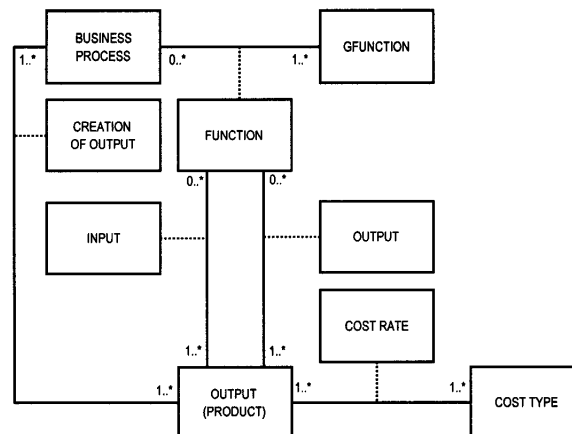 BUSINESS
PROCESS
GFUNCTION
1..*
0..*
1..*
CREATION
OF OUTPUT
FUNCTION
0..*
0..*
INPUT
OUTPUT
COST RATE
1..*
1..*
1..*
OUTPUT
(PRODUCT)
1..*
1..*
COST TYPE